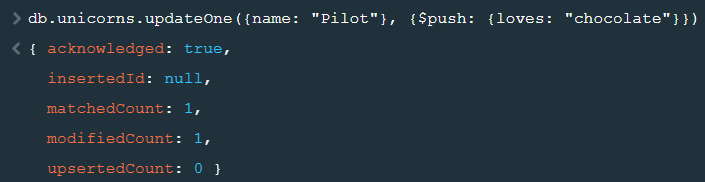 > db.unicorns.updateOne({name: "Pilot"}, {$push: {loves: "chocolate"}})
< { acknowledged: true,
insertedId: null,
matchedCount: 1,
modifiedCount: 1,
upsertedCount: 0 }